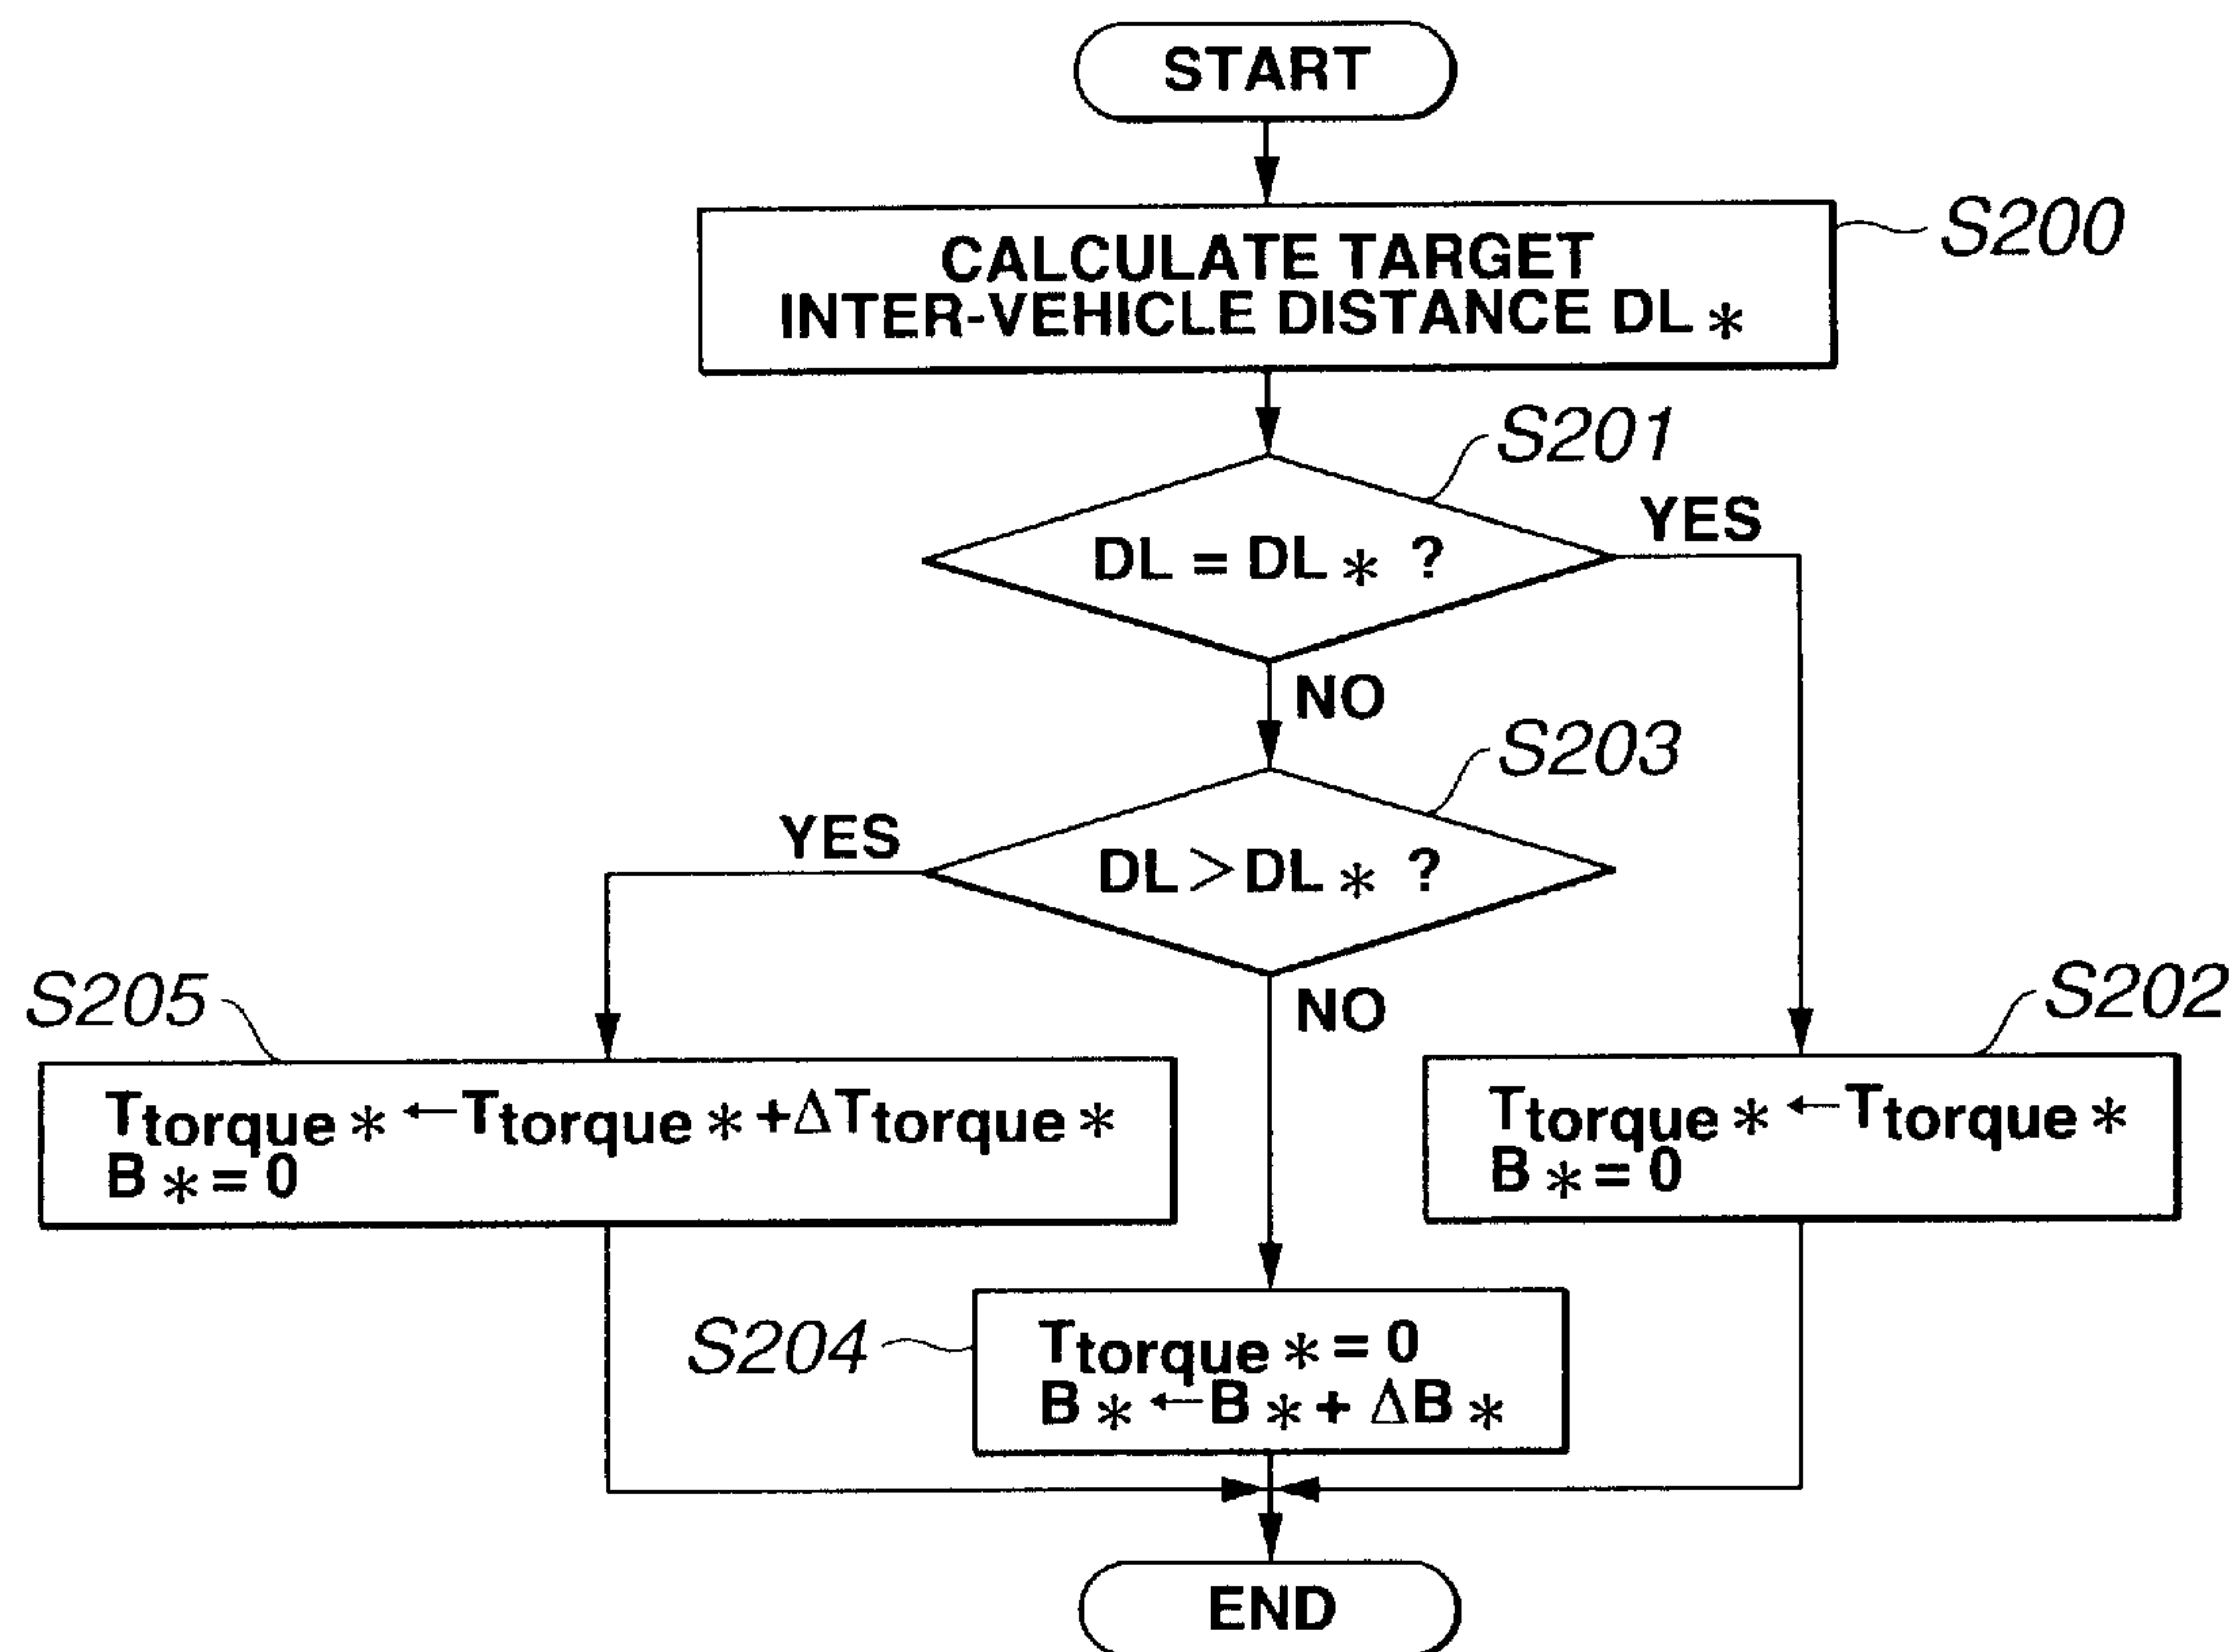 START
CALCULATE TARGET
INTER-VEHICLE DISTANCE DL*
S200
S201
DL = DL* ?
YES
NO
S203
DL > DL* ?
YES
NO
S205
Ttorque* ← Ttorque* + ΔTtorque*
B* = 0
S202
Ttorque* ← Ttorque*
B* = 0
S204
Ttorque* = 0
B* ← B* + ΔB*
END